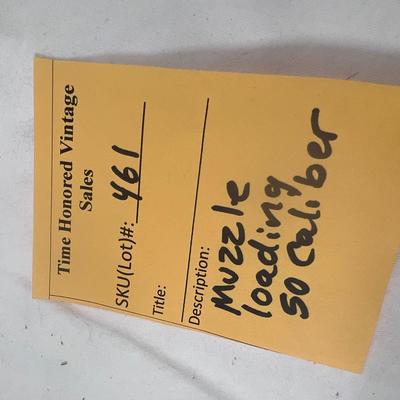 Time Honored Vintage
Sales
SKU(Lot)#: 461
Title:
Description:
Muzzle
loading
50 Caliber